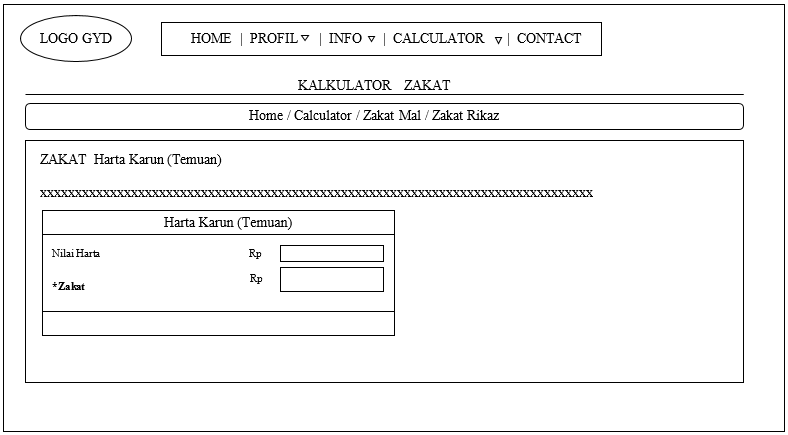 LOGO GYD
HOME | PROFIL | INFO | CALCULATOR | CONTACT
KALKULATOR ZAKAT
Home / Calculator / Zakat Mal / Zakat Rikaz
ZAKAT Harta Karun (Temuan)
xxxxxxxxxxxxxxxxxxxxxxxxxxxxxxxxxxxxxxxxxxxxxxxxxxxxxxxxxxxxxxxxxxxxxxxxxxxxxxx
Harta Karun (Temuan)
Nilai Harta Rp
*Zakat Rp